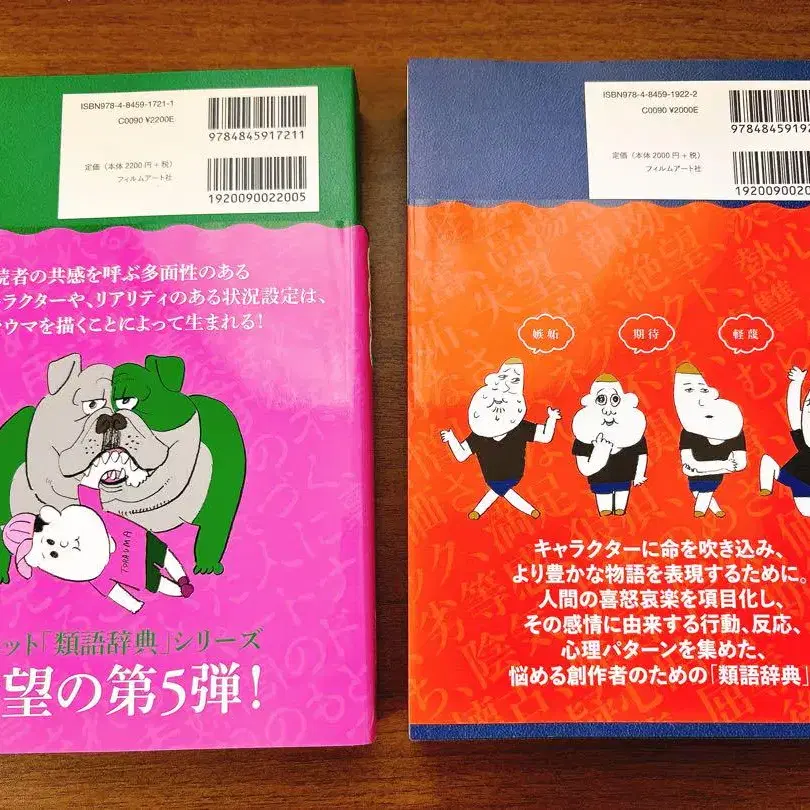 ISBN978-4-8459-1721-1
C0090 ¥2200E
9784845917211
定価（本体 2200 円＋税）
フィルムアート社
1920090022005
読者の共感を呼ぶ多面性のある
ャラクターや、リアリティのある状況設定は、
ラウマを描くことによって生まれる！
TORAUMA
ット「類語辞典」シリーズ
望の第5弾！
ISBN978-4-8459-1922-2
C0090 ¥2000E
97848459192
定価（本体 2000 円＋税）
フィルムアート社
19200900200
嫉妬
期待
軽蔑
キャラクターに命を吹き込み、
より豊かな物語を表現するために。
人間の喜怒哀楽を項目化し、
その感情に由来する行動、反応、
心理パターンを集めた、
悩める創作者のための「類語辞典」